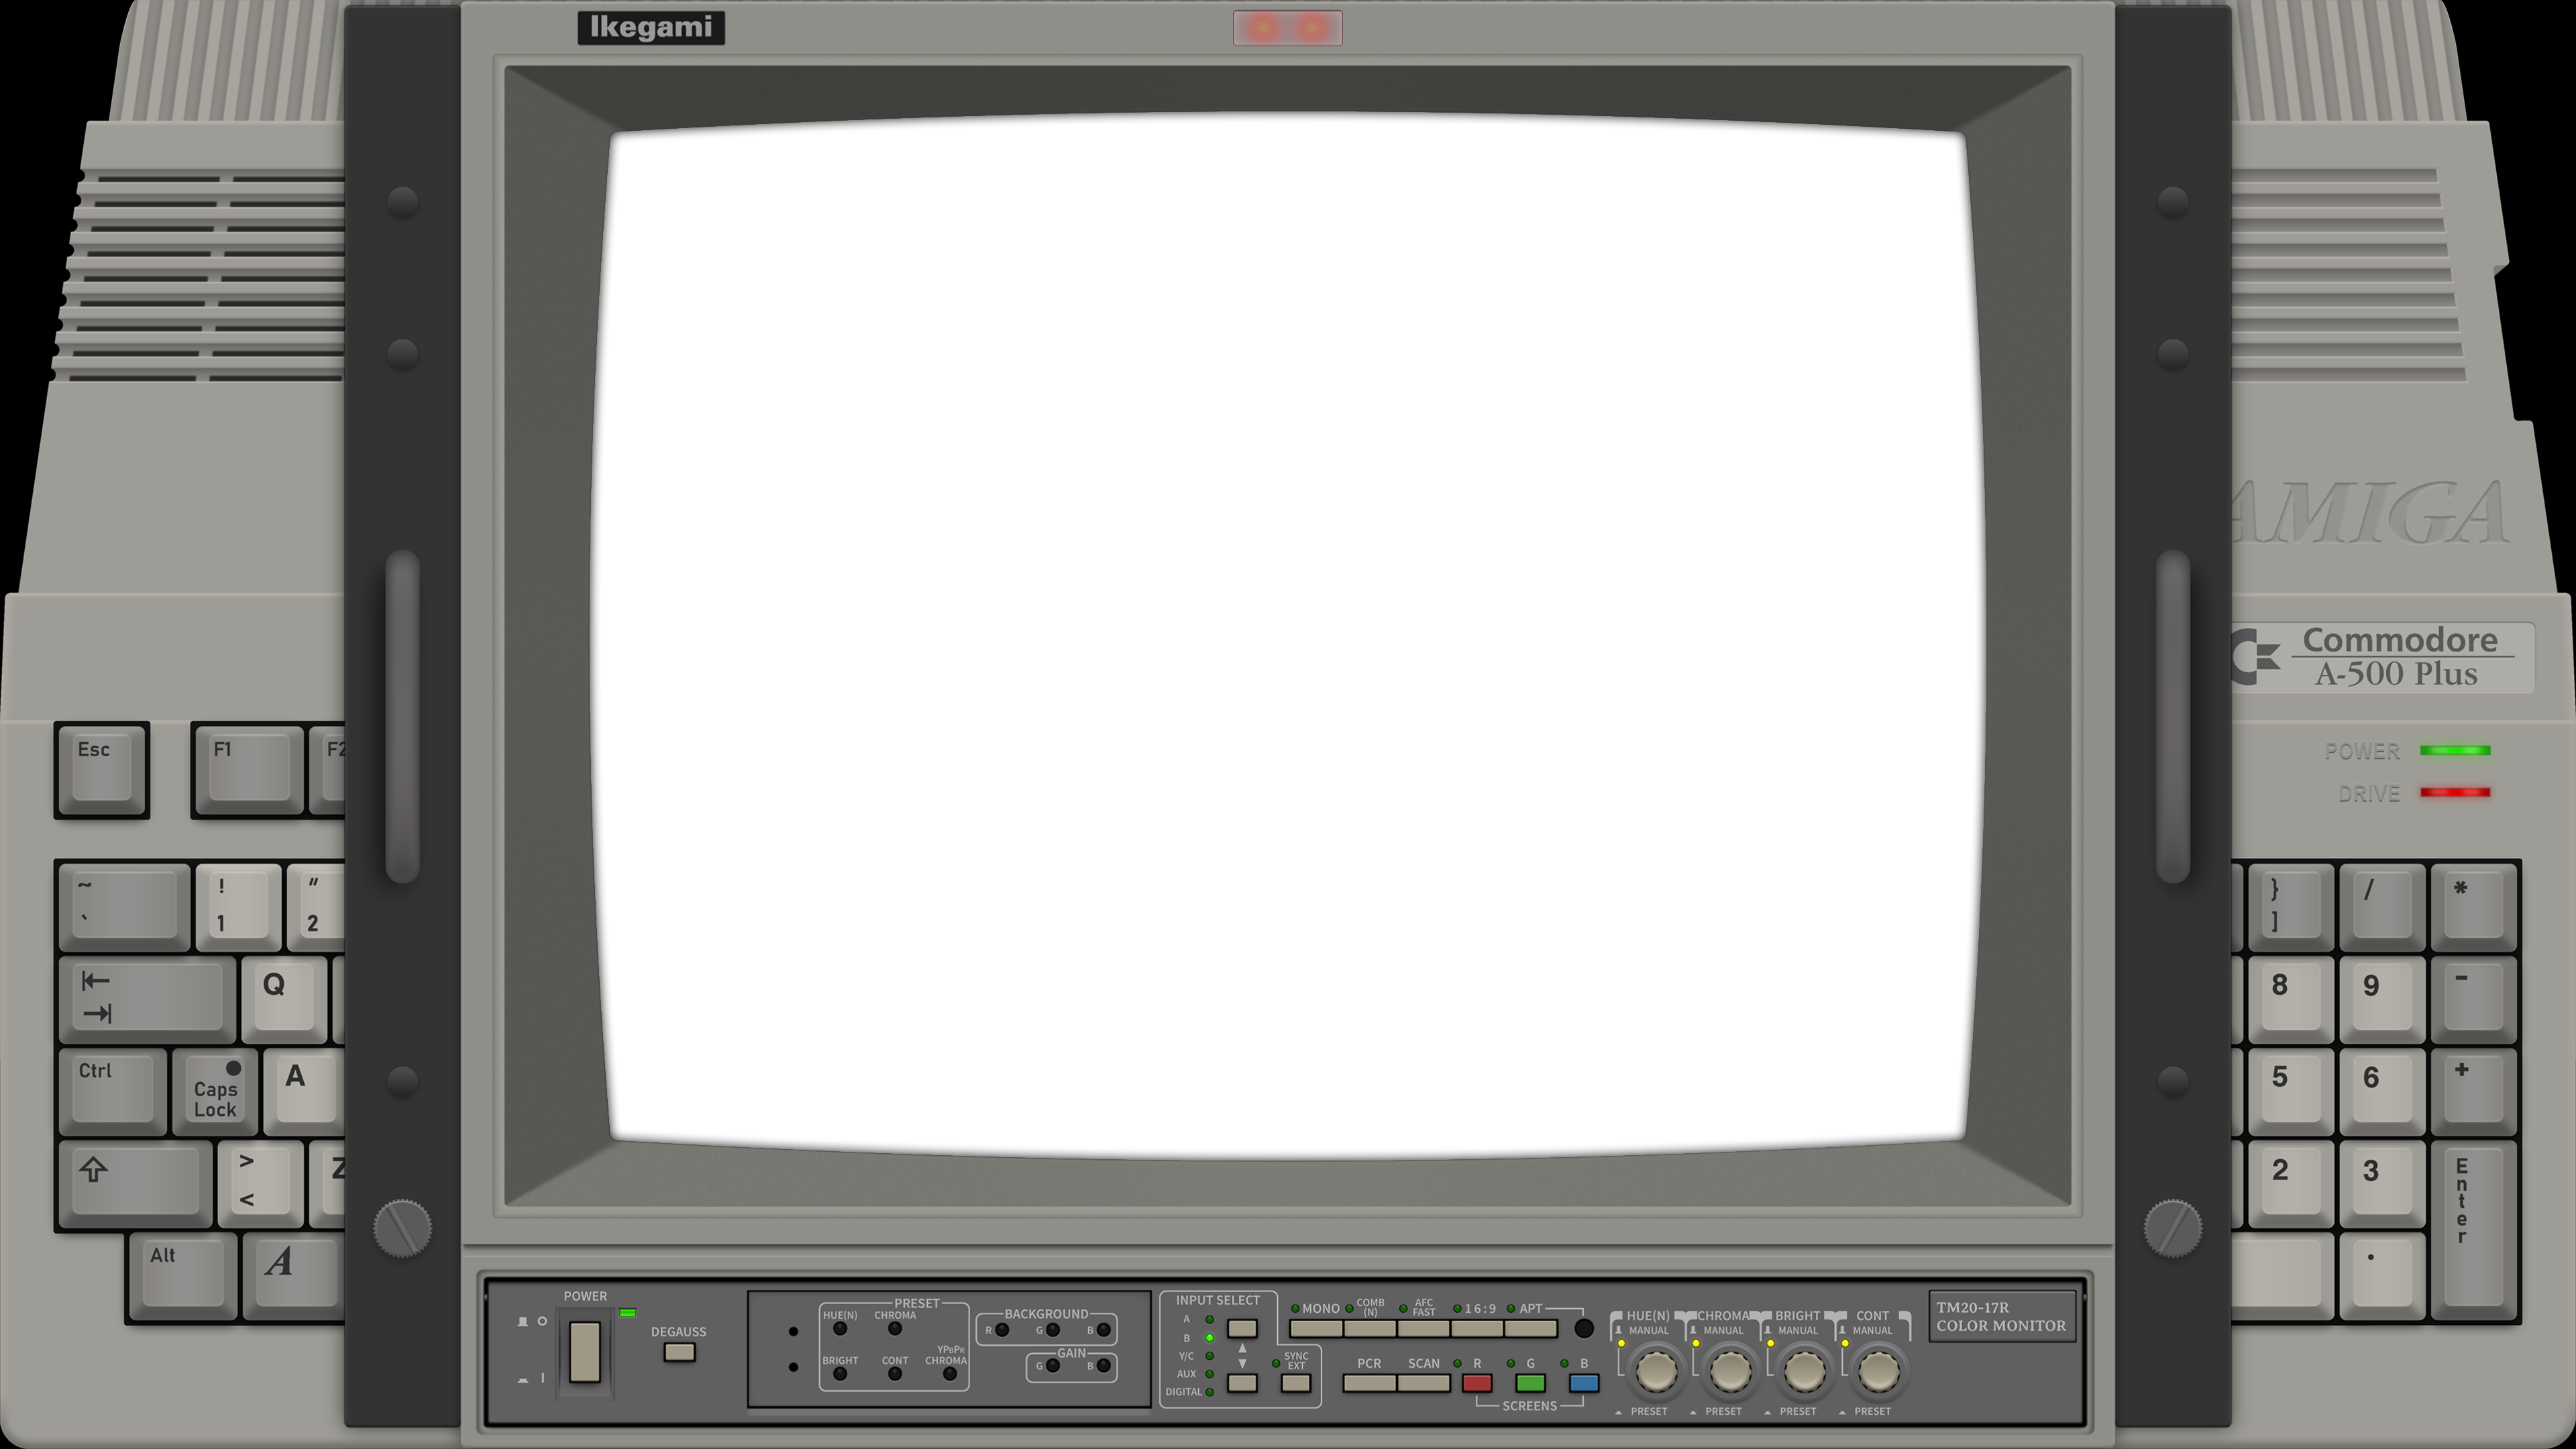 Ikegami
AMIGA
Commodore
A-500 Plus
POWER
DRIVE
Esc
F1
F2
~
`
!
1
"
2
}
]
/
*
Q
8
9
-
Ctrl
Caps
Lock
A
5
6
+
>
<
Z
2
3
Enter
Alt
A
.
POWER
DEGAUSS
PRESET
HUE(N)
CHROMA
BRIGHT
CONT
YPBPR
CHROMA
BACKGROUND
R
G
B
GAIN
G
B
INPUT SELECT
A
B
Y/C
AUX
DIGITAL
SYNC
EXT
MONO
COMB
(N)
AFC
FAST
16:9
APT
PCR
SCAN
R
G
B
SCREENS
HUE(N)
CHROMA
BRIGHT
CONT
MANUAL
MANUAL
MANUAL
MANUAL
PRESET
PRESET
PRESET
PRESET
TM20-17R
COLOR MONITOR